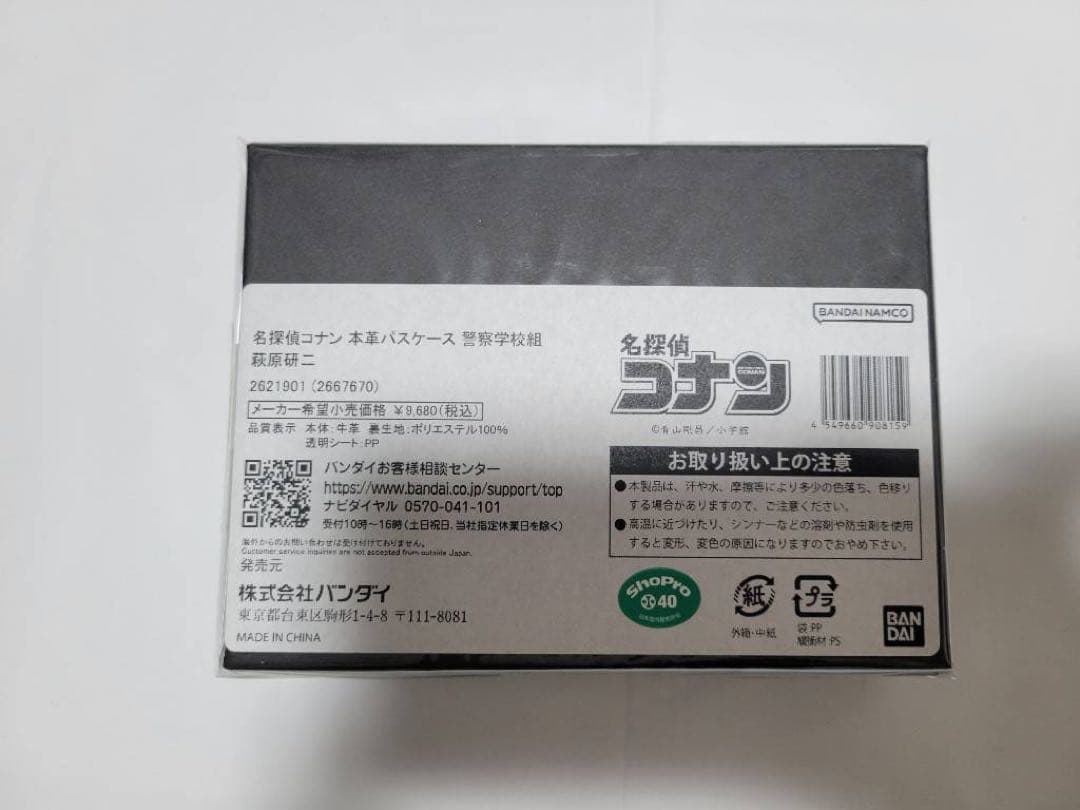 名探偵コナン 本革パスケース 警察学校組
萩原研二
2621901(2667670)
メーカー希望小売価格 ¥9,680(税込)
品質表示 本体:牛革 裏生地:ポリエステル100%
透明シート:PP
バンダイお客様相談センター
https://www.bandai.co.jp/support/top
ナビダイヤル 0570-041-101
受付10時~16時(土日祝日、当社指定休業日を除く)
海外からのお問い合わせは受け付けておりません。
Customer service inquiries are not accepted from outside Japan.
発売元
株式会社バンダイ
東京都台東区駒形1-4-8 〒111-8081
MADE IN CHINA
BANDAI NAMCO
名探偵
コナン
CONAN
©青山剛昌/小学館
4 549660 908159
お取り扱い上の注意
●本製品は、汗や水、摩擦等により多少の色落ち、色移り
する場合がありますので、ご注意ください。
●高温に近づけたり、シンナーなどの溶剤や防虫剤を使用
すると変形、変色の原因になりますのでおやめ下さい。
ShoPro
40
紙
外箱・中紙
プラ
袋:PP
緩衝材:PS
BAN
DAI